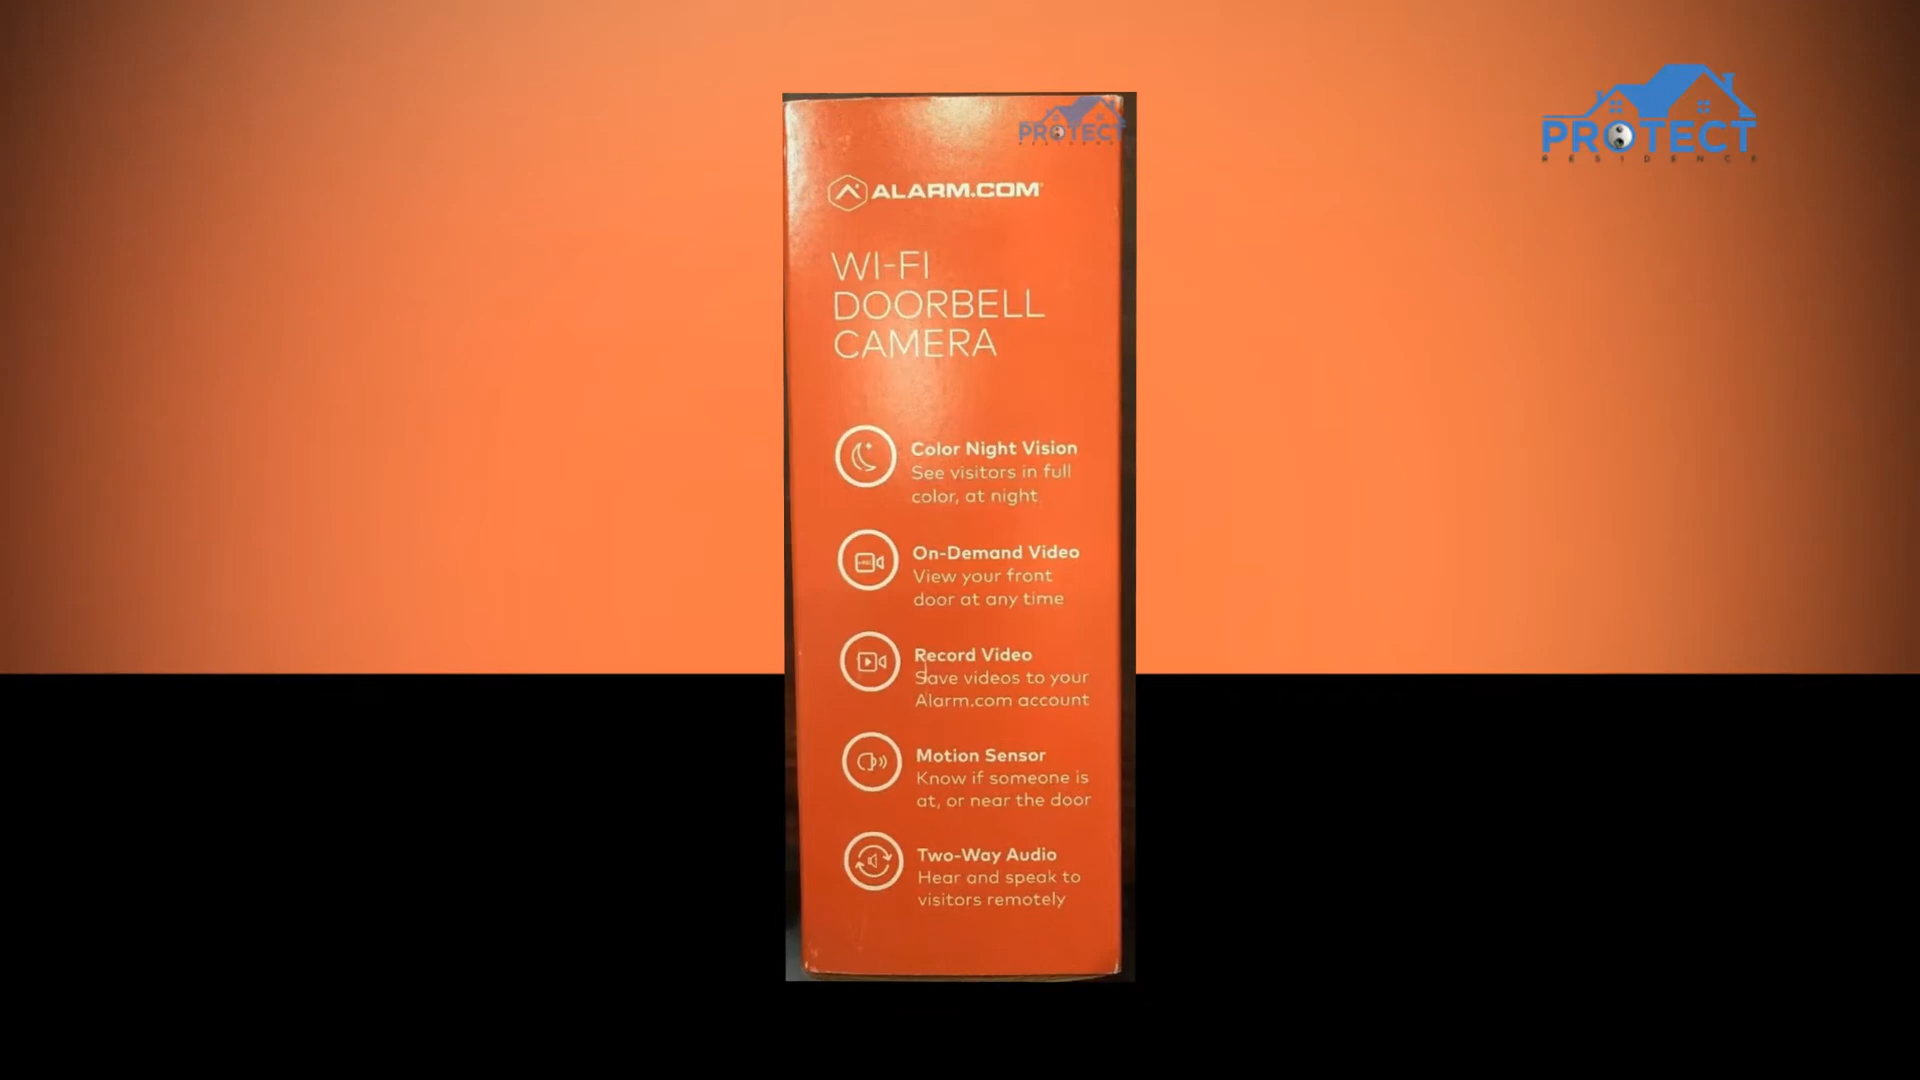 PROTECT
RESIDENCE
PROTECT
ALARM.COM
WI-FI
DOORBELL
CAMERA
Color Night Vision
See visitors in full
color, at night
On-Demand Video
View your front
door at any time
Record Video
Save videos to your
Alarm.com account
Motion Sensor
Know if someone is
at, or near the door
Two-Way Audio
Hear and speak to
visitors remotely